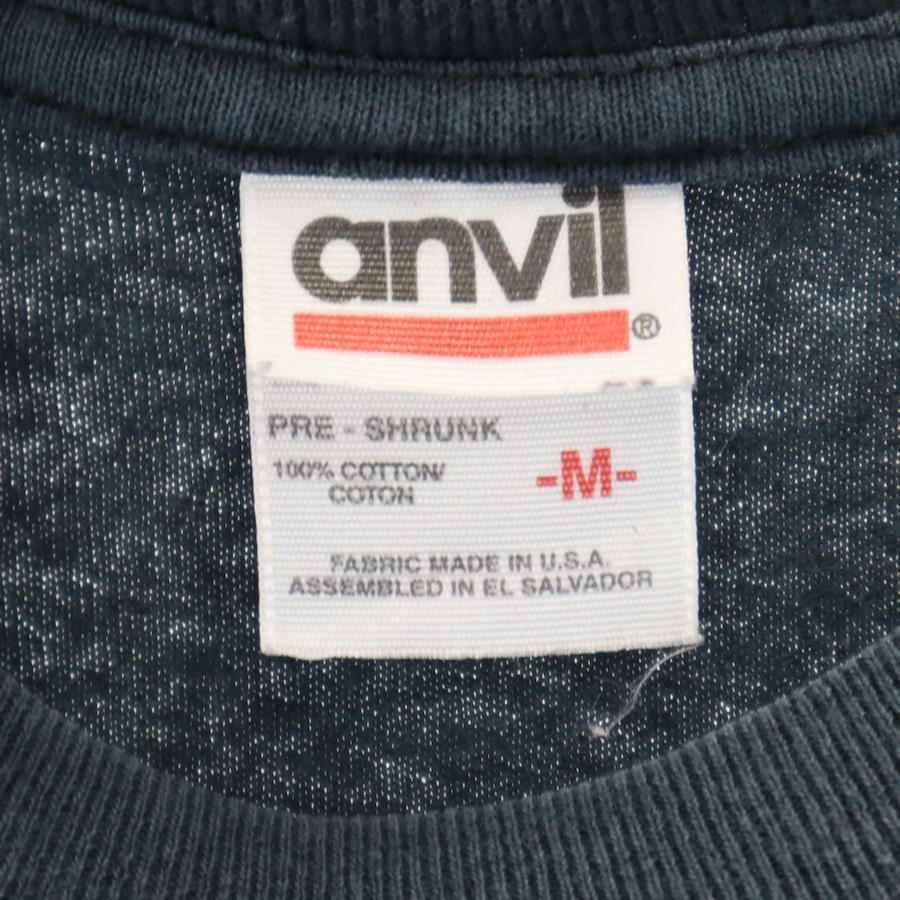 anvil®
PRE - SHRUNK
100% COTTON/
COTON
-M-
FABRIC MADE IN U.S.A.
ASSEMBLED IN EL SALVADOR